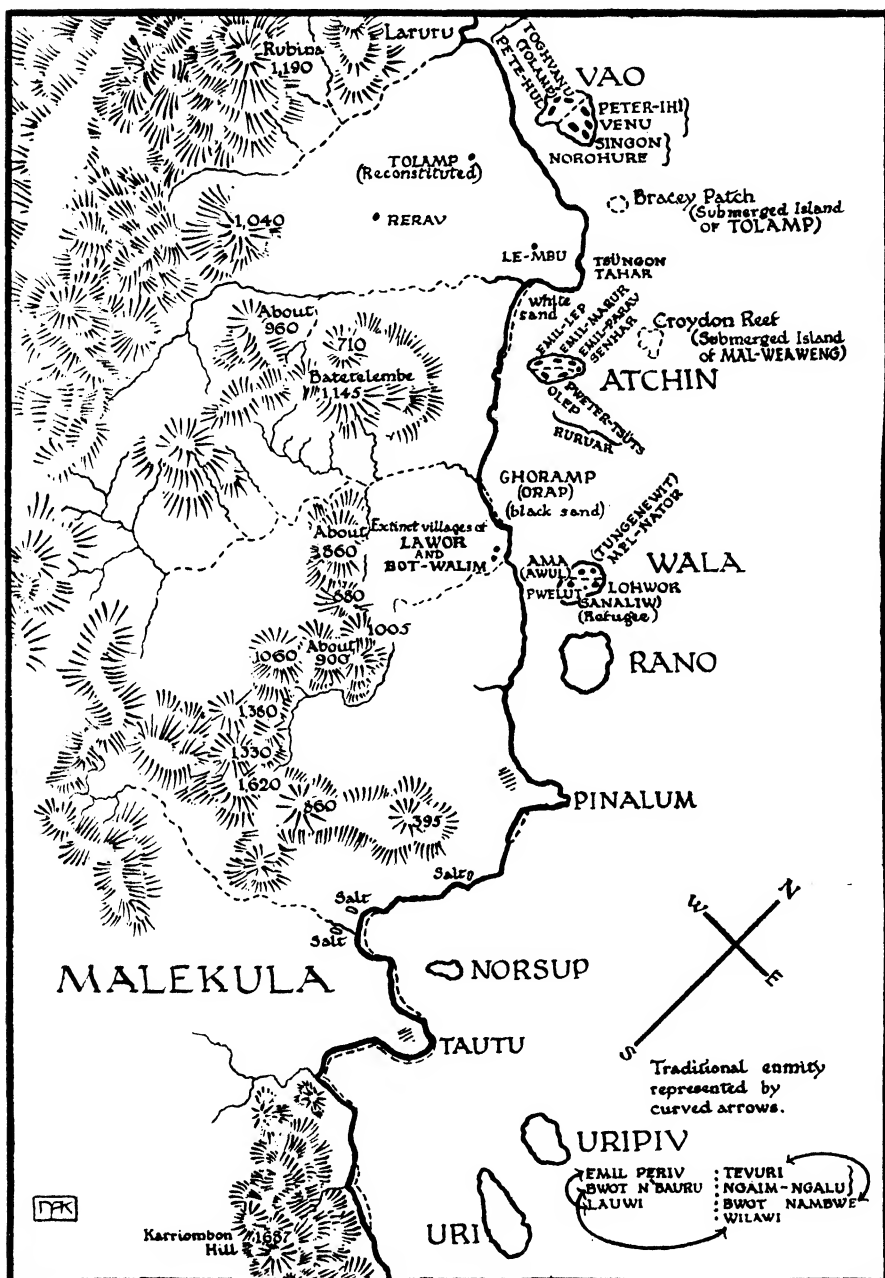 Rubina
1,190
Laruru
TOGHVANU
(TOLAMP)
PETE-HUL
VAO
PETER-IHI
VENU
SINGON
NOROHURE
TOLAMP
(Reconstituted)
RERAV
Bracey Patch
(Submerged Island
OF TOLAMP)
1,040
LE-MBU
TSÜNGON
TAHAR
White
sand
EMIL-LEP
EMIL-MARUR
EMIL-PARAV
SENHAR
Croydon Reef
(Submerged Island
of MAL-WEAWENG)
About
960
710
Batetelembe
1,145
ATCHIN
PWETER-TSÜTS
OLEP
RURUAR
GHORAMP
(ORAP)
(black sand)
About
1360
Extinct villages of
LAWOR
AND
BOT-WALIM
(TUNGENEWIT)
MEL-NATOR
WALA
AMA
(AWUL)
PWELUT
LOHWOR
SANALIW)
(Refugee)
880
1005
1060
About
900
RANO
1,360
1,330
1,620
860
395
PINALUM
Salt
Salt
Salt
N
W
E
S
MALEKULA
NORSUP
TAUTU
Traditional enmity
represented by
curved arrows.
URIPIV
EMIL PERIV
BWOT N'BAURU
LAUWI
TEVURI
NGAIM-NGALU
BWOT NAMBWE
WILAWI
URI
Karriombon
Hill
1687